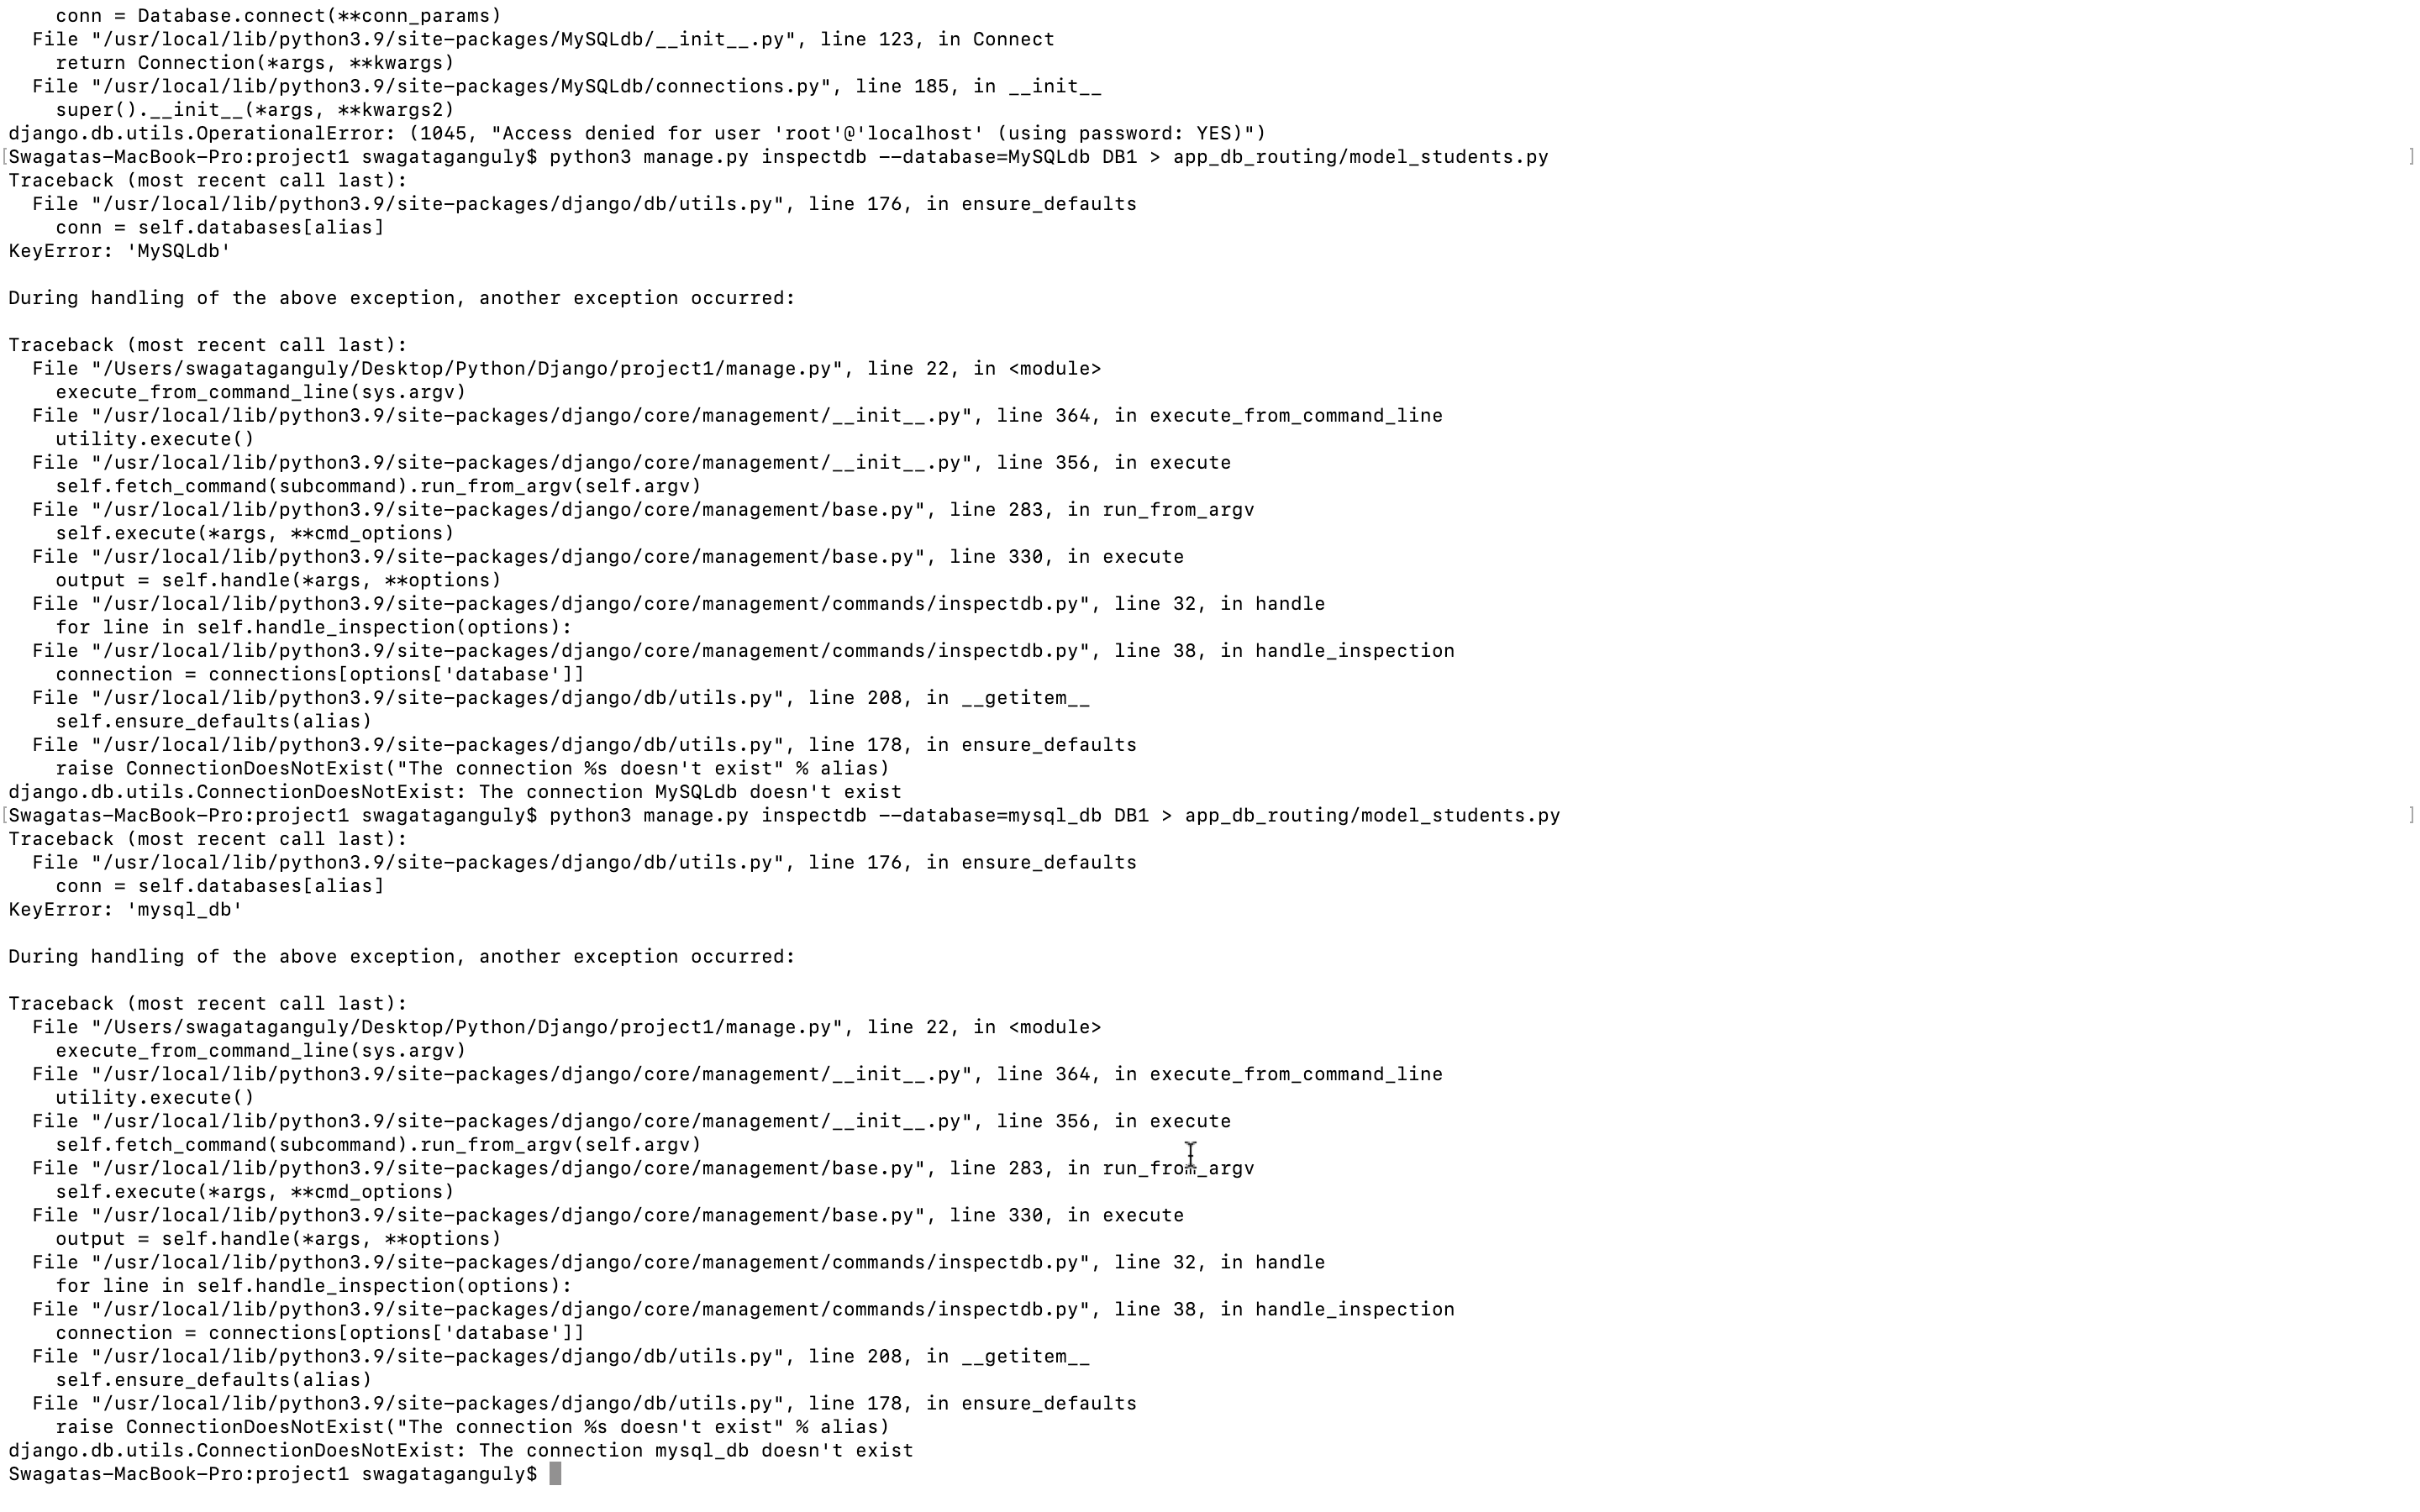 conn = Database.connect(**conn_params)
File "/usr/local/lib/python3.9/site-packages/MySQLdb/__init__.py", line 123, in Connect
return Connection(*args, **kwargs)
File "/usr/local/lib/python3.9/site-packages/MySQLdb/connections.py", line 185, in __init__
super().__init__(*args, **kwargs2)
django.db.utils.OperationalError: (1045, "Access denied for user 'root'@'localhost' (using password: YES)")
[Swagatas-MacBook-Pro:project1 swagataganguly$ python3 manage.py inspectdb --database=MySQLdb DB1 > app_db_routing/model_students.py ]
Traceback (most recent call last):
File "/usr/local/lib/python3.9/site-packages/django/db/utils.py", line 176, in ensure_defaults
conn = self.databases[alias]
KeyError: 'MySQLdb'
During handling of the above exception, another exception occurred:
Traceback (most recent call last):
File "/Users/swagataganguly/Desktop/Python/Django/project1/manage.py", line 22, in <module>
execute_from_command_line(sys.argv)
File "/usr/local/lib/python3.9/site-packages/django/core/management/__init__.py", line 364, in execute_from_command_line
utility.execute()
File "/usr/local/lib/python3.9/site-packages/django/core/management/__init__.py", line 356, in execute
self.fetch_command(subcommand).run_from_argv(self.argv)
File "/usr/local/lib/python3.9/site-packages/django/core/management/base.py", line 283, in run_from_argv
self.execute(*args, **cmd_options)
File "/usr/local/lib/python3.9/site-packages/django/core/management/base.py", line 330, in execute
output = self.handle(*args, **options)
File "/usr/local/lib/python3.9/site-packages/django/core/management/commands/inspectdb.py", line 32, in handle
for line in self.handle_inspection(options):
File "/usr/local/lib/python3.9/site-packages/django/core/management/commands/inspectdb.py", line 38, in handle_inspection
connection = connections[options['database']]
File "/usr/local/lib/python3.9/site-packages/django/db/utils.py", line 208, in __getitem__
self.ensure_defaults(alias)
File "/usr/local/lib/python3.9/site-packages/django/db/utils.py", line 178, in ensure_defaults
raise ConnectionDoesNotExist("The connection %s doesn't exist" % alias)
django.db.utils.ConnectionDoesNotExist: The connection MySQLdb doesn't exist
[Swagatas-MacBook-Pro:project1 swagataganguly$ python3 manage.py inspectdb --database=mysql_db DB1 > app_db_routing/model_students.py ]
Traceback (most recent call last):
File "/usr/local/lib/python3.9/site-packages/django/db/utils.py", line 176, in ensure_defaults
conn = self.databases[alias]
KeyError: 'mysql_db'
During handling of the above exception, another exception occurred:
Traceback (most recent call last):
File "/Users/swagataganguly/Desktop/Python/Django/project1/manage.py", line 22, in <module>
execute_from_command_line(sys.argv)
File "/usr/local/lib/python3.9/site-packages/django/core/management/__init__.py", line 364, in execute_from_command_line
utility.execute()
File "/usr/local/lib/python3.9/site-packages/django/core/management/__init__.py", line 356, in execute
self.fetch_command(subcommand).run_from_argv(self.argv)
File "/usr/local/lib/python3.9/site-packages/django/core/management/base.py", line 283, in run_from_argv
self.execute(*args, **cmd_options)
File "/usr/local/lib/python3.9/site-packages/django/core/management/base.py", line 330, in execute
output = self.handle(*args, **options)
File "/usr/local/lib/python3.9/site-packages/django/core/management/commands/inspectdb.py", line 32, in handle
for line in self.handle_inspection(options):
File "/usr/local/lib/python3.9/site-packages/django/core/management/commands/inspectdb.py", line 38, in handle_inspection
connection = connections[options['database']]
File "/usr/local/lib/python3.9/site-packages/django/db/utils.py", line 208, in __getitem__
self.ensure_defaults(alias)
File "/usr/local/lib/python3.9/site-packages/django/db/utils.py", line 178, in ensure_defaults
raise ConnectionDoesNotExist("The connection %s doesn't exist" % alias)
django.db.utils.ConnectionDoesNotExist: The connection mysql_db doesn't exist
Swagatas-MacBook-Pro:project1 swagataganguly$